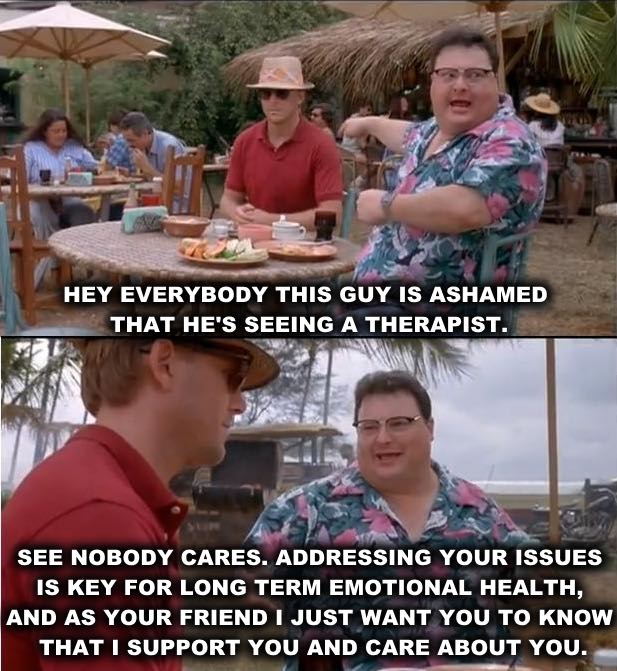 HEY EVERYBODY THIS GUY IS ASHAMED
THAT HE'S SEEING A THERAPIST.
SEE NOBODY CARES. ADDRESSING YOUR ISSUES
IS KEY FOR LONG TERM EMOTIONAL HEALTH,
AND AS YOUR FRIEND I JUST WANT YOU TO KNOW
THAT I SUPPORT YOU AND CARE ABOUT YOU.